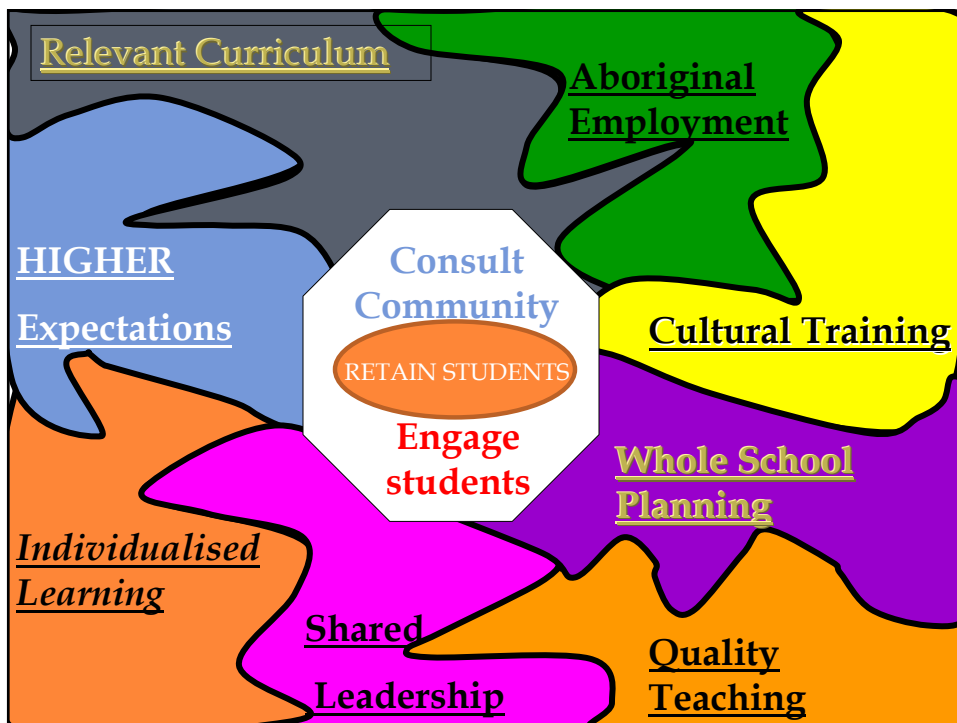 Relevant Curriculum
Aboriginal
Employment
HIGHER
Expectations
Consult
Community
RETAIN STUDENTS
Engage
students
Cultural Training
Whole School
Planning
Individualised
Learning
Shared
Leadership
Quality
Teaching